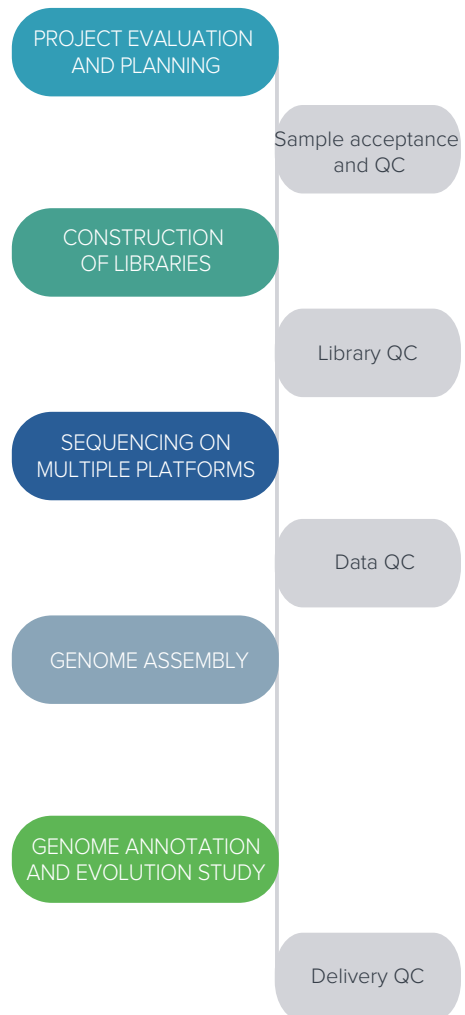 PROJECT EVALUATION
AND PLANNING
Sample acceptance
and QC
CONSTRUCTION
OF LIBRARIES
Library QC
SEQUENCING ON
MULTIPLE PLATFORMS
Data QC
GENOME ASSEMBLY
GENOME ANNOTATION
AND EVOLUTION STUDY
Delivery QC